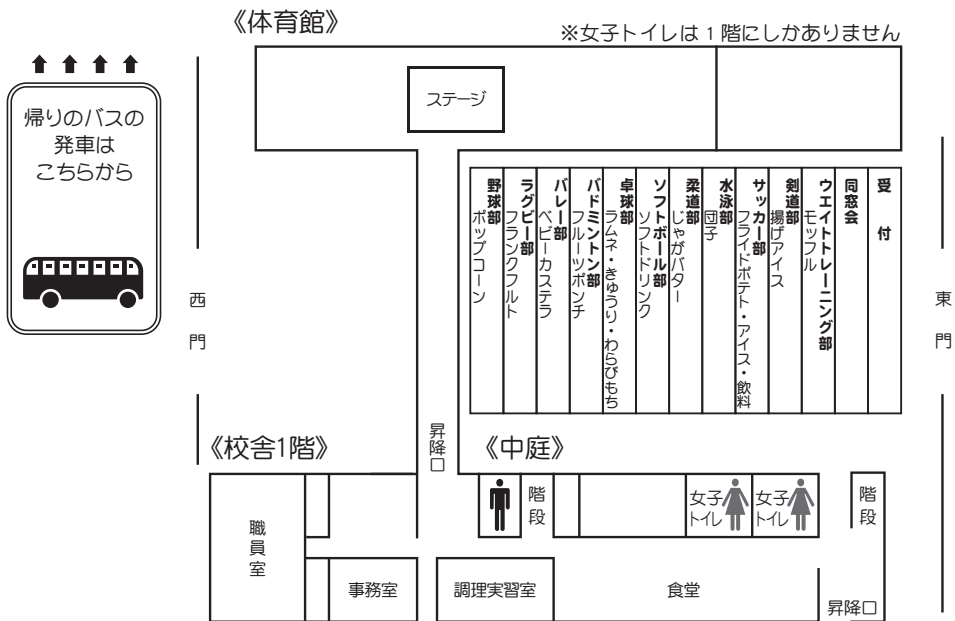 《体育館》
※女子トイレは1階にしかありません
帰りのバスの
発車は
こちらから
ステージ
西門
東門
受付
同窓会
ウエイトトレーニング部
モッフル
剣道部
揚げアイス
サッカー部
フライドポテト・アイス・飲料
水泳部
団子
柔道部
じゃがバター
ソフトボール部
ソフトドリンク
卓球部
ラムネ・きゅうり・わらびもち
バドミントン部
フルーツポンチ
バレー部
ベビーカステラ
ラグビー部
フランクフルト
野球部
ポップコーン
《校舎1階》
昇降口
《中庭》
職員室
階段
女子
トイレ
女子
トイレ
階段
事務室
調理実習室
食堂
昇降口